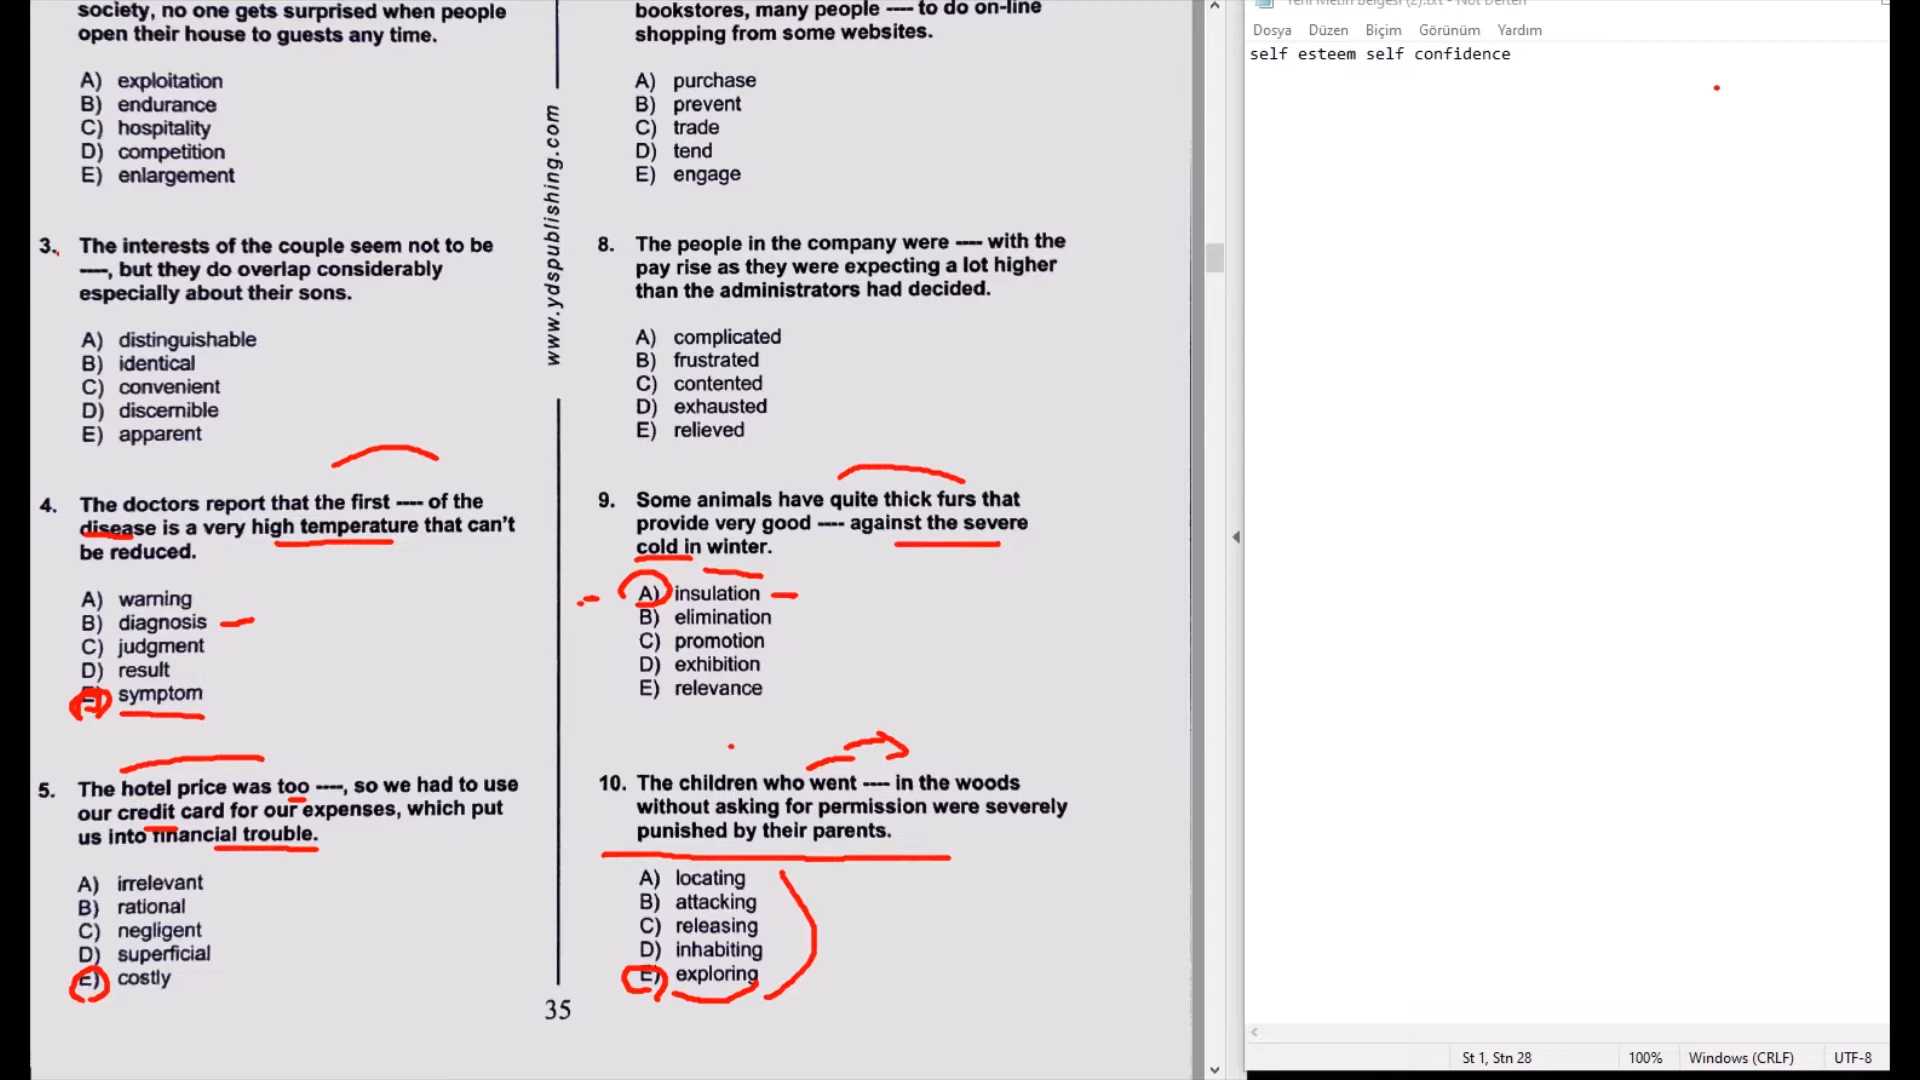 society, no one gets surprised when people
open their house to guests any time.
A) exploitation
B) endurance
C) hospitality
D) competition
E) enlargement
3. The interests of the couple seem not to be
----, but they do overlap considerably
especially about their sons.
A) distinguishable
B) identical
C) convenient
D) discernible
E) apparent
4. The doctors report that the first ---- of the
disease is a very high temperature that can't
be reduced.
A) warning
B) diagnosis
C) judgment
D) result
E) symptom
5. The hotel price was too ----, so we had to use
our credit card for our expenses, which put
us into financial trouble.
A) irrelevant
B) rational
C) negligent
D) superficial
E) costly
www.ydspublishing.com
35
bookstores, many people ---- to do on-line
shopping from some websites.
A) purchase
B) prevent
C) trade
D) tend
E) engage
8. The people in the company were ---- with the
pay rise as they were expecting a lot higher
than the administrators had decided.
A) complicated
B) frustrated
C) contented
D) exhausted
E) relieved
9. Some animals have quite thick furs that
provide very good ---- against the severe
cold in winter.
A) insulation
B) elimination
C) promotion
D) exhibition
E) relevance
10. The children who went ---- in the woods
without asking for permission were severely
punished by their parents.
A) locating
B) attacking
C) releasing
D) inhabiting
E) exploring
Yeni Metin Belgesi (2).txt - Not Defteri
Dosya Düzen Biçim Görünüm Yardım
self esteem self confidence
St 1, Stn 28 100% Windows (CRLF) UTF-8